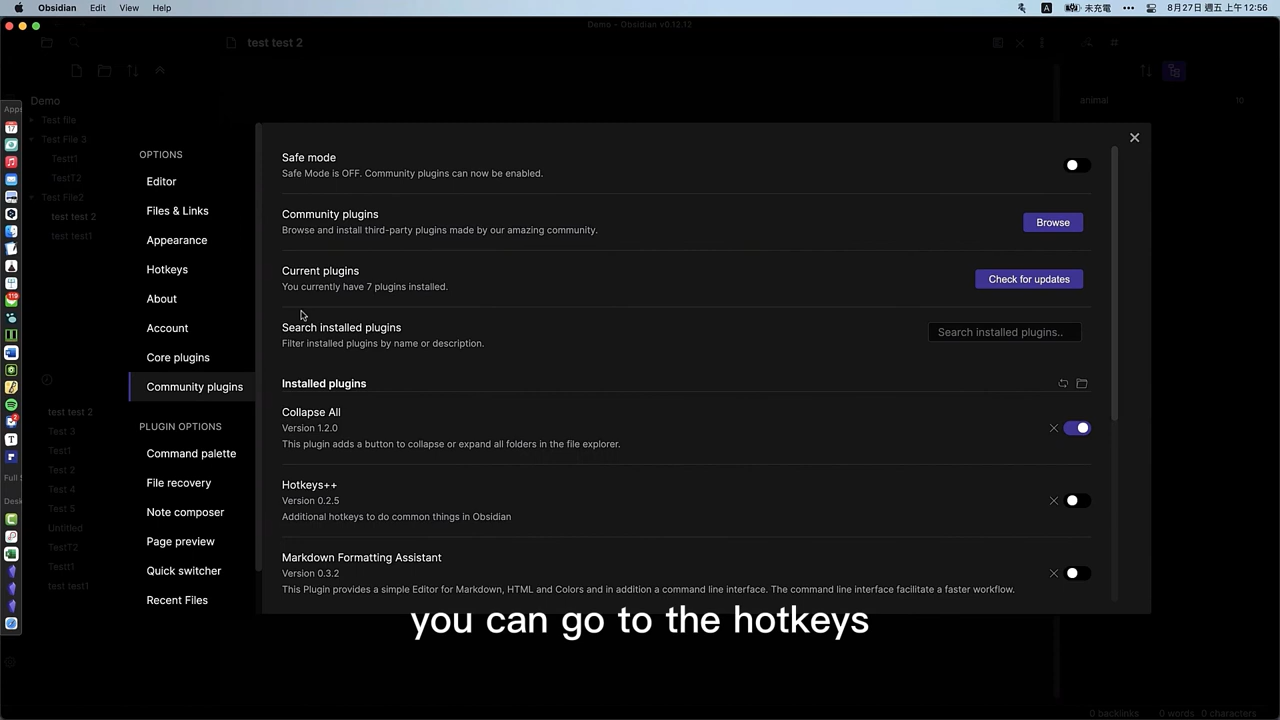 Obsidian Edit View Help
A 未充電 8月27日 週五 上午12:56
Demo – Obsidian v0.12.12
test test 2
#
Demo
Test file
Test File 3
Testt1
TestT2
Test File2
test test 2
test test1
animal 10
Apps
17
OPTIONS
Editor
Files & Links
Appearance
Hotkeys
About
Account
Core plugins
Community plugins
PLUGIN OPTIONS
Command palette
File recovery
Note composer
Page preview
Quick switcher
Recent Files
Safe mode
Safe Mode is OFF. Community plugins can now be enabled.
Community plugins
Browse and install third-party plugins made by our amazing community.
Browse
Current plugins
You currently have 7 plugins installed.
Check for updates
Search installed plugins
Filter installed plugins by name or description.
Search installed plugins..
Installed plugins
Collapse All
Version 1.2.0
This plugin adds a button to collapse or expand all folders in the file explorer.
Hotkeys++
Version 0.2.5
Additional hotkeys to do common things in Obsidian
Markdown Formatting Assistant
Version 0.3.2
This Plugin provides a simple Editor for Markdown, HTML and Colors and in addition a command line interface. The command line interface facilitate a faster workflow.
test test 2
Test 3
Test1
Test 2
Test 4
Test 5
Untitled
TestT2
Testt1
test test1
you can go to the hotkeys
0 backlinks 0 words 0 characters